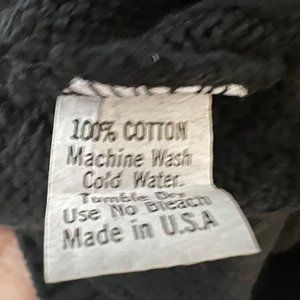 100% COTTON
Machine Wash
Cold Water.
Tumble Dry
Use No Bleach
Made in U.S.A